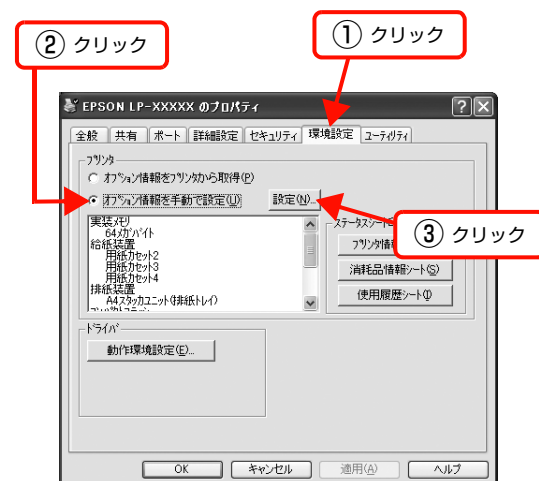 ② クリック
① クリック
EPSON LP-XXXXX のプロパティ
全般 共有 ポート 詳細設定 セキュリティ 環境設定 ユーティリティ
プリンタ
オプション情報をプリンタから取得(P)
オプション情報を手動で設定(U) 設定(N)...
実装メモリ
64メガバイト
給紙装置
用紙カセット2
用紙カセット3
用紙カセット4
排紙装置
A4スタッカユニット(排紙トレイ)
ステータスシート
プリンタ情報
③ クリック
消耗品情報シート(S)
使用履歴シート(I)
ドライバ
動作環境設定(E)...
OK キャンセル 適用(A) ヘルプ